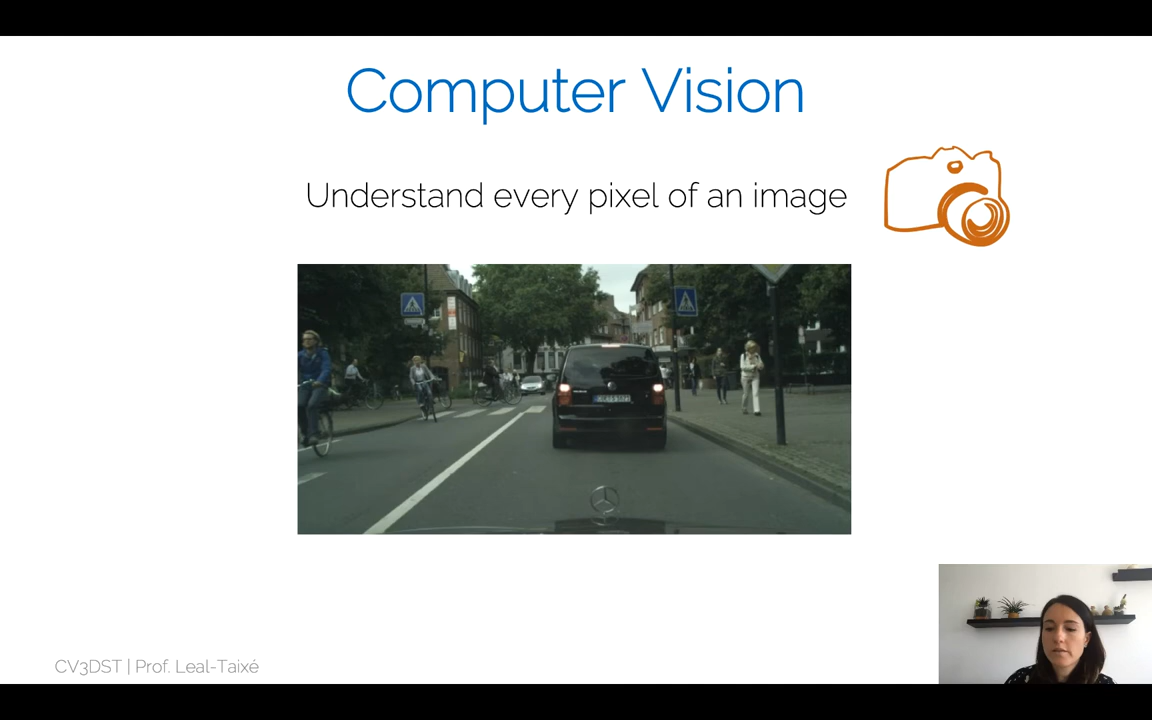 Computer Vision
Understand every pixel of an image
CV3DST | Prof. Leal-Taixé